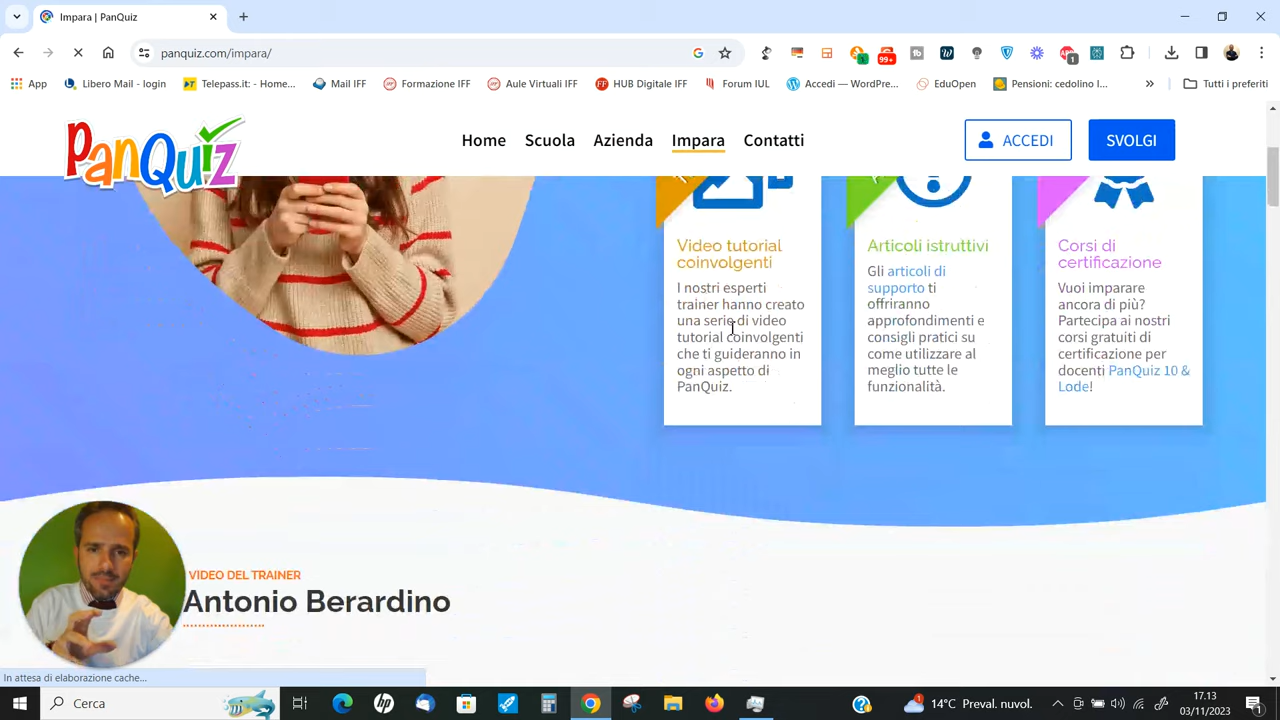 Impara | PanQuiz
panquiz.com/impara/
1
99+
1
App
Libero Mail - login
Telepass.it: - Home...
Mail IFF
Formazione IFF
Aule Virtuali IFF
HUB Digitale IFF
Forum IUL
Accedi — WordPre...
EduOpen
Pensioni: cedolino l...
Tutti i preferiti
PanQuiz
Home
Scuola
Azienda
Impara
Contatti
ACCEDI
SVOLGI
Video tutorial
coinvolgenti
I nostri esperti
trainer hanno creato
una serie di video
tutorial coinvolgenti
che ti guideranno in
ogni aspetto di
PanQuiz.
Articoli istruttivi
Gli articoli di
supporto ti
offriranno
approfondimenti e
consigli pratici su
come utilizzare al
meglio tutte le
funzionalità.
Corsi di
certificazione
Vuoi imparare
ancora di più?
Partecipa ai nostri
corsi gratuiti di
certificazione per
docenti PanQuiz 10 &
Lode!
VIDEO DEL TRAINER
Antonio Berardino
In attesa di elaborazione cache...
Cerca
14°C Preval. nuvol.
17.13
03/11/2023